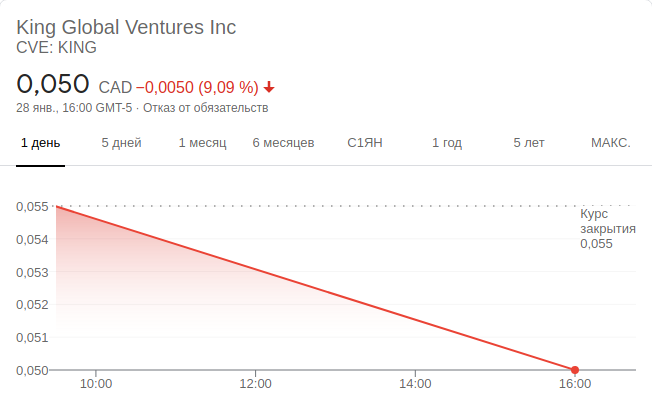 King Global Ventures Inc
CVE: KING
0,050 CAD −0,0050 (9,09 %)
28 янв., 16:00 GMT-5 · Отказ от обязательств
1 день 5 дней 1 месяц 6 месяцев С1ЯН 1 год 5 лет МАКС.
0,055
Курс
закрытия
0,055
0,054
0,053
0,052
0,051
0,050
10:00 12:00 14:00 16:00